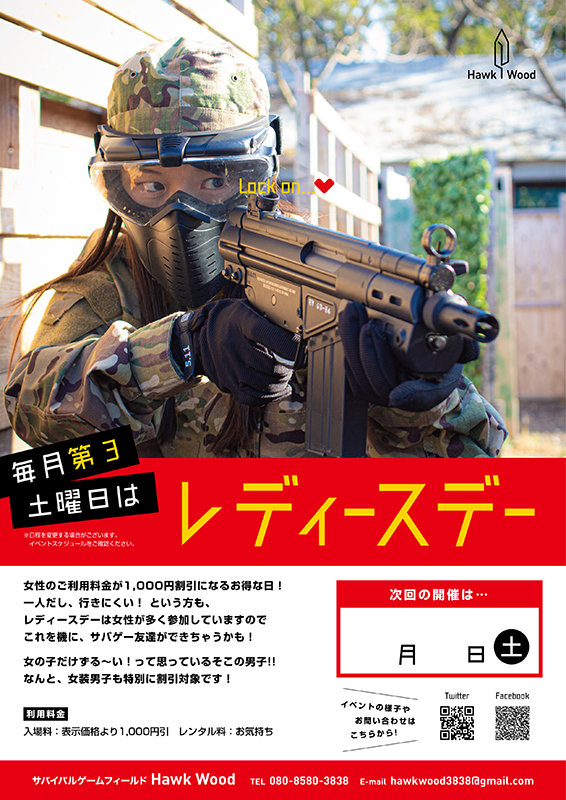 Hawk Wood
Lock on...
毎月第3
土曜日は
レディースデー
※日程を変更する場合がございます。
イベントスケジュールをご確認ください。
女性のご利用料金が1,000円割引になるお得な日！
一人だし、行きにくい！ という方も、
レディースデーは女性が多く参加していますので
これを機に、サバゲー友達ができちゃうかも！
女の子だけずる〜い！って思っているそこの男子!!
なんと、女装男子も特別に割引対象です！
利用料金
入場料：表示価格より1,000円引 レンタル料：お気持ち
次回の開催は…
月 日 土
イベントの様子や
お問い合わせは
こちらから!
Twitter
Facebook
サバイバルゲームフィールド Hawk Wood TEL 080-8580-3838 E-mail hawkwood3838@gmail.com